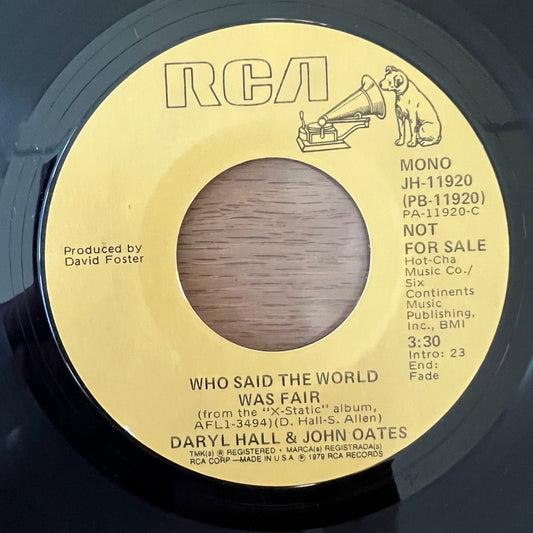 RCA
MONO
JH-11920
(PB-11920)
PA-11920-C
NOT
FOR SALE
Hot-Cha
Music Co./
Six
Continents
Music
Publishing,
Inc., BMI
3:30
Intro: 23
End:
Fade
Produced by
David Foster
WHO SAID THE WORLD
WAS FAIR
(from the "X-Static" album,
AFL1-3494)(D. Hall-S. Allen)
DARYL HALL & JOHN OATES
TMK(s) ® REGISTERED • MARCA(s) REGISTRADA(s)
RCA CORP—MADE IN U.S.A. ℗ 1979 RCA RECORDS